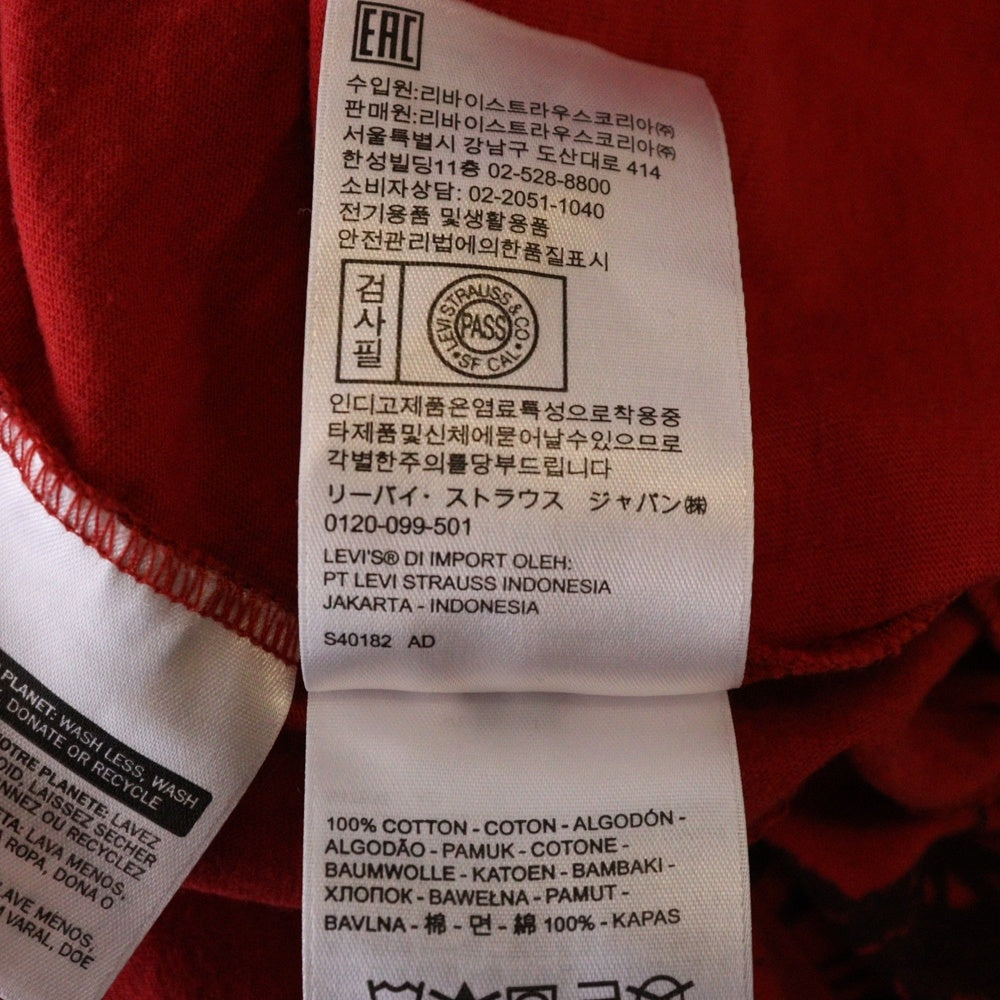 EAC
수입원:리바이스트라우스코리아㈜
판매원:리바이스트라우스코리아㈜
서울특별시 강남구 도산대로 414
한성빌딩11층 02-528-8800
소비자상담: 02-2051-1040
전기용품 및생활용품
안전관리법에의한품질표시
검사필
LEVI STRAUSS & CO
PASS
• SF CAL •
인디고제품은염료특성으로착용중
타제품및신체에묻어날수있으므로
각별한주의를당부드립니다
リーバイ・ストラウス ジャパン㈱
0120-099-501
LEVI'S® DI IMPORT OLEH:
PT LEVI STRAUSS INDONESIA
JAKARTA - INDONESIA
S40182 AD
PLANET: WASH LESS, WASH
DONATE OR RECYCLE
OTRE PLANETE: LAVEZ
OID, LAISSEZ SÉCHER
NNEZ OU RECYCLEZ
TA: LAVA MENOS,
A ROPA, DONA O
AVE MENOS,
VARAL, DOE
100% COTTON - COTON - ALGODÓN -
ALGODÃO - PAMUK - COTONE -
BAUMWOLLE - KATOEN - BAMBAKI -
ХЛОПОК - BAWEŁNA - PAMUT -
BAVLNA - 棉 - 면 - 綿 100% - KAPAS